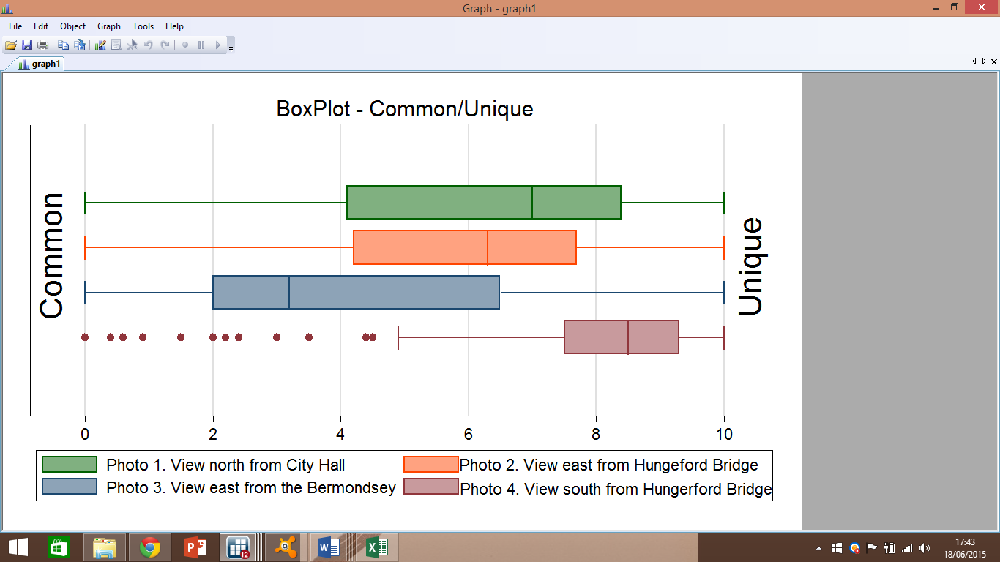 Graph - graph1
File Edit Object Graph Tools Help
graph1
BoxPlot - Common/Unique
Common
Unique
0 2 4 6 8 10
Photo 1. View north from City Hall
Photo 2. View east from Hungeford Bridge
Photo 3. View east from the Bermondsey
Photo 4. View south from Hungerford Bridge
12
17:43
18/06/2015